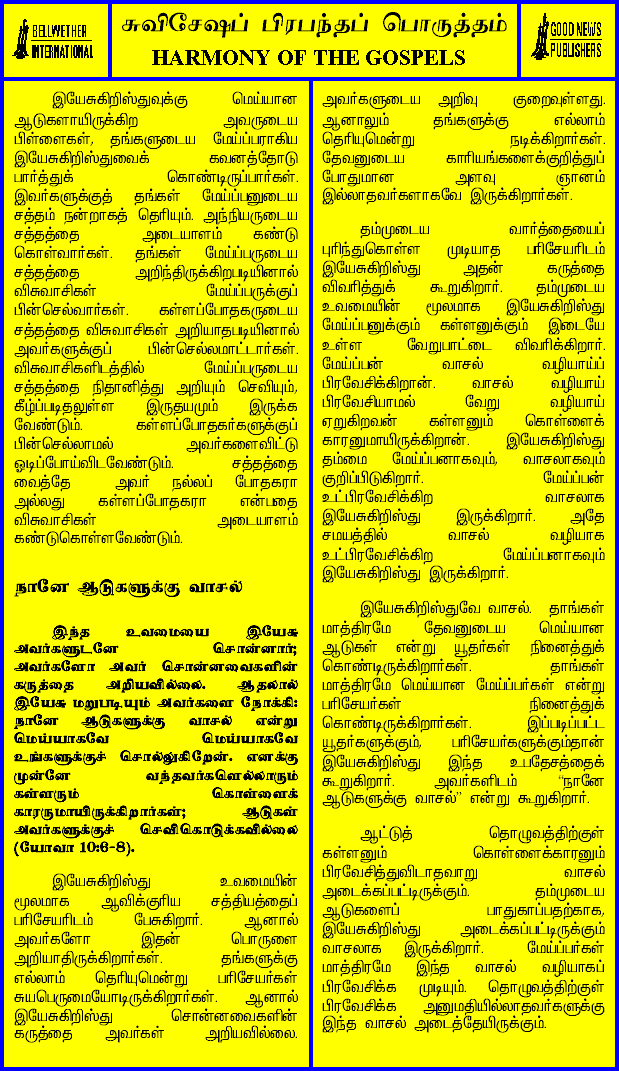 BELLWETHER
INTERNATIONAL
சுவிசேஷப் பிரபந்தப் பொருத்தம்
HARMONY OF THE GOSPELS
GOOD NEWS
PUBLISHERS
இயேசுகிறிஸ்துவுக்கு மெய்யான
ஆடுகளாயிருக்கிற அவருடைய
பிள்ளைகள், தங்களுடைய மேய்ப்பராகிய
இயேசுகிறிஸ்துவைக் கவனத்தோடு
பார்த்துக் கொண்டிருப்பார்கள்.
இவர்களுக்குத் தங்கள் மேய்ப்பனுடைய
சத்தம் நன்றாகத் தெரியும். அந்நியருடைய
சத்தத்தை அடையாளம் கண்டு
கொள்வார்கள். தங்கள் மேய்ப்பருடைய
சத்தத்தை அறிந்திருக்கிறபடியினால்
விசுவாசிகள் மேய்ப்பருக்குப்
பின்செல்வார்கள். கள்ளப்போதகருடைய
சத்தத்தை விசுவாசிகள் அறியாதபடியினால்
அவர்களுக்குப் பின்செல்லமாட்டார்கள்.
விசுவாசிகளிடத்தில் மேய்ப்பருடைய
சத்தத்தை நிதானித்து அறியும் செவியும்,
கீழ்ப்படிதலுள்ள இருதயமும் இருக்க
வேண்டும். கள்ளப்போதகர்களுக்குப்
பின்செல்லாமல் அவர்களைவிட்டு
ஓடிப்போய்விடவேண்டும். சத்தத்தை
வைத்தே அவர் நல்லப் போதகரா
அல்லது கள்ளப்போதகரா என்பதை
விசுவாசிகள் அடையாளம்
கண்டுகொள்ளவேண்டும்.
நானே ஆடுகளுக்கு வாசல்
இந்த உவமையை இயேசு
அவர்களுடனே சொன்னார்;
அவர்களோ அவர் சொன்னவைகளின்
கருத்தை அறியவில்லை. ஆதலால்
இயேசு மறுபடியும் அவர்களை நோக்கி:
நானே ஆடுகளுக்கு வாசல் என்று
மெய்யாகவே மெய்யாகவே
உங்களுக்குச் சொல்லுகிறேன். எனக்கு
முன்னே வந்தவர்களெல்லாரும்
கள்ளரும் கொள்ளைக்
காரருமாயிருக்கிறார்கள்; ஆடுகள்
அவர்களுக்குச் செவிகொடுக்கவில்லை
(யோவா 10:6-8).
இயேசுகிறிஸ்து உவமையின்
மூலமாக ஆவிக்குரிய சத்தியத்தைப்
பரிசேயரிடம் பேசுகிறார். ஆனால்
அவர்களோ இதன் பொருளை
அறியாதிருக்கிறார்கள். தங்களுக்கு
எல்லாம் தெரியுமென்று பரிசேயர்கள்
சுயபெருமையோடிருக்கிறார்கள். ஆனால்
இயேசுகிறிஸ்து சொன்னவைகளின்
கருத்தை அவர்கள் அறியவில்லை.
அவர்களுடைய அறிவு குறைவுள்ளது.
ஆனாலும் தங்களுக்கு எல்லாம்
தெரியுமென்று நடிக்கிறார்கள்.
தேவனுடைய காரியங்களைக்குறித்துப்
போதுமான அளவு ஞானம்
இல்லாதவர்களாகவே இருக்கிறார்கள்.
தம்முடைய வார்த்தையைப்
புரிந்துகொள்ள முடியாத பரிசேயரிடம்
இயேசுகிறிஸ்து அதன் கருத்தை
விவரித்துக் கூறுகிறார். தம்முடைய
உவமையின் மூலமாக இயேசுகிறிஸ்து
மேய்ப்பனுக்கும் கள்ளனுக்கும் இடையே
உள்ள வேறுபாட்டை விவரிக்கிறார்.
மேய்ப்பன் வாசல் வழியாய்ப்
பிரவேசிக்கிறான். வாசல் வழியாய்
பிரவேசியாமல் வேறு வழியாய்
ஏறுகிறவன் கள்ளனும் கொள்ளைக்
காரனுமாயிருக்கிறான். இயேசுகிறிஸ்து
தம்மை மேய்ப்பனாகவும், வாசலாகவும்
குறிப்பிடுகிறார். மேய்ப்பன்
உட்பிரவேசிக்கிற வாசலாக
இயேசுகிறிஸ்து இருக்கிறார். அதே
சமயத்தில் வாசல் வழியாக
உட்பிரவேசிக்கிற மேய்ப்பனாகவும்
இயேசுகிறிஸ்து இருக்கிறார்.
இயேசுகிறிஸ்துவே வாசல். தாங்கள்
மாத்திரமே தேவனுடைய மெய்யான
ஆடுகள் என்று யூதர்கள் நினைத்துக்
கொண்டிருக்கிறார்கள். தாங்கள்
மாத்திரமே மெய்யான மேய்ப்பர்கள் என்று
பரிசேயர்கள் நினைத்துக்
கொண்டிருக்கிறார்கள். இப்படிப்பட்ட
யூதர்களுக்கும், பரிசேயர்களுக்கும்தான்
இயேசுகிறிஸ்து இந்த உபதேசத்தைக்
கூறுகிறார். அவர்களிடம் "நானே
ஆடுகளுக்கு வாசல்" என்று கூறுகிறார்.
ஆட்டுத் தொழுவத்திற்குள்
கள்ளனும் கொள்ளைக்காரனும்
பிரவேசித்துவிடாதவாறு வாசல்
அடைக்கப்பட்டிருக்கும். தம்முடைய
ஆடுகளைப் பாதுகாப்பதற்காக,
இயேசுகிறிஸ்து அடைக்கப்பட்டிருக்கும்
வாசலாக இருக்கிறார். மேய்ப்பர்கள்
மாத்திரமே இந்த வாசல் வழியாகப்
பிரவேசிக்க முடியும். தொழுவத்திற்குள்
பிரவேசிக்க அனுமதியில்லாதவர்களுக்கு
இந்த வாசல் அடைத்தேயிருக்கும்.